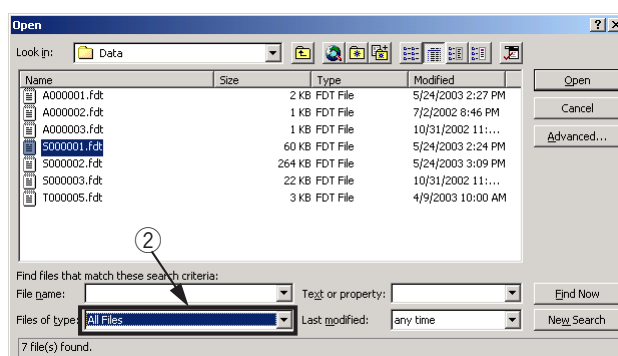 Open
Look in: Data
Name Size Type Modified
A000001.fdt 2 KB FDT File 5/24/2003 2:27 PM
A000002.fdt 1 KB FDT File 7/2/2002 8:46 PM
A000003.fdt 1 KB FDT File 10/31/2002 11:...
S000001.fdt 60 KB FDT File 5/24/2003 2:24 PM
S000002.fdt 264 KB FDT File 5/24/2003 3:09 PM
S000003.fdt 22 KB FDT File 10/31/2002 11:...
T000005.fdt 3 KB FDT File 4/9/2003 10:00 AM
Open
Cancel
Advanced...
②
Find files that match these search criteria:
File name: Text or property: Find Now
Files of type: All Files Last modified: any time New Search
7 file(s) found.